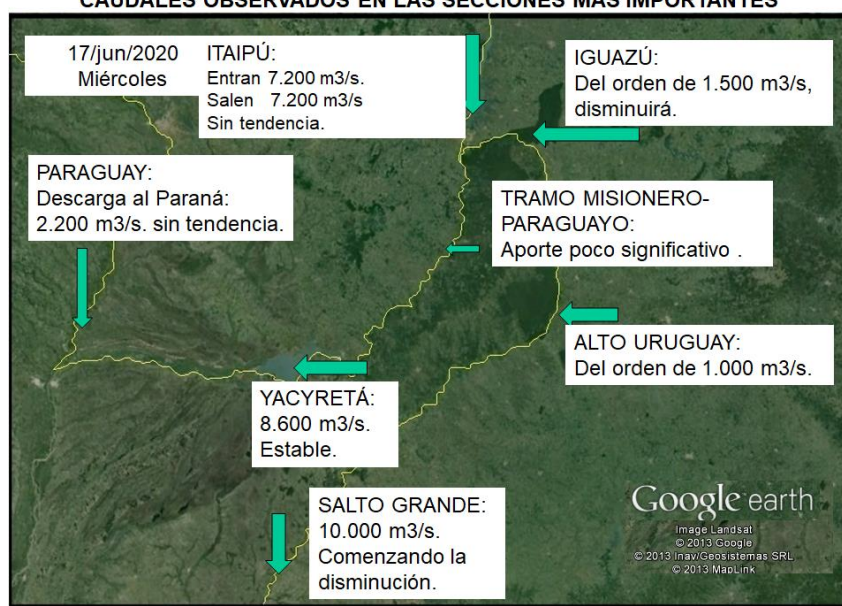 CAUDALES OBSERVADOS EN LAS SECCIONES MÁS IMPORTANTES
17/jun/2020
Miércoles
ITAIPÚ:
Entran 7.200 m3/s.
Salen 7.200 m3/s
Sin tendencia.
IGUAZÚ:
Del orden de 1.500 m3/s,
disminuirá.
PARAGUAY:
Descarga al Paraná:
2.200 m3/s. sin tendencia.
TRAMO MISIONERO-
PARAGUAYO:
Aporte poco significativo .
ALTO URUGUAY:
Del orden de 1.000 m3/s.
YACYRETÁ:
8.600 m3/s.
Estable.
SALTO GRANDE:
10.000 m3/s.
Comenzando la
disminución.
Google earth
Image Landsat
© 2013 Google
© 2013 Inav/Geosistemas SRL
© 2013 MapLink